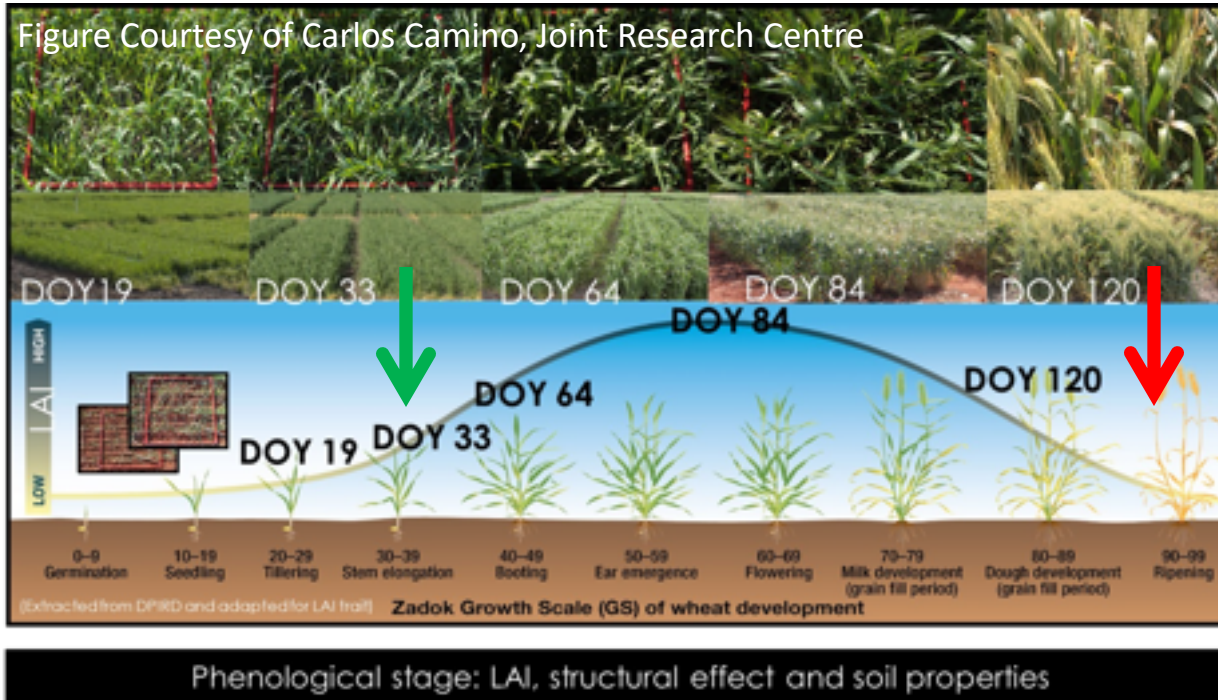 Figure Courtesy of Carlos Camino, Joint Research Centre
DOY19
DOY 33
DOY 64
DOY 84
DOY 120
HIGH
LAI
LOW
DOY 19
DOY 33
DOY 64
DOY 84
DOY 120
0–9
Germination
10–19
Seedling
20–29
Tillering
30–39
Stem elongation
40–49
Booting
50–59
Ear emergence
60–69
Flowering
70–79
Milk development
(grain fill period)
80–89
Dough development
(grain fill period)
90–99
Ripening
(Extracted from DPIRD and adapted for LAI trait)
Zadok Growth Scale (GS) of wheat development
Phenological stage: LAI, structural effect and soil properties